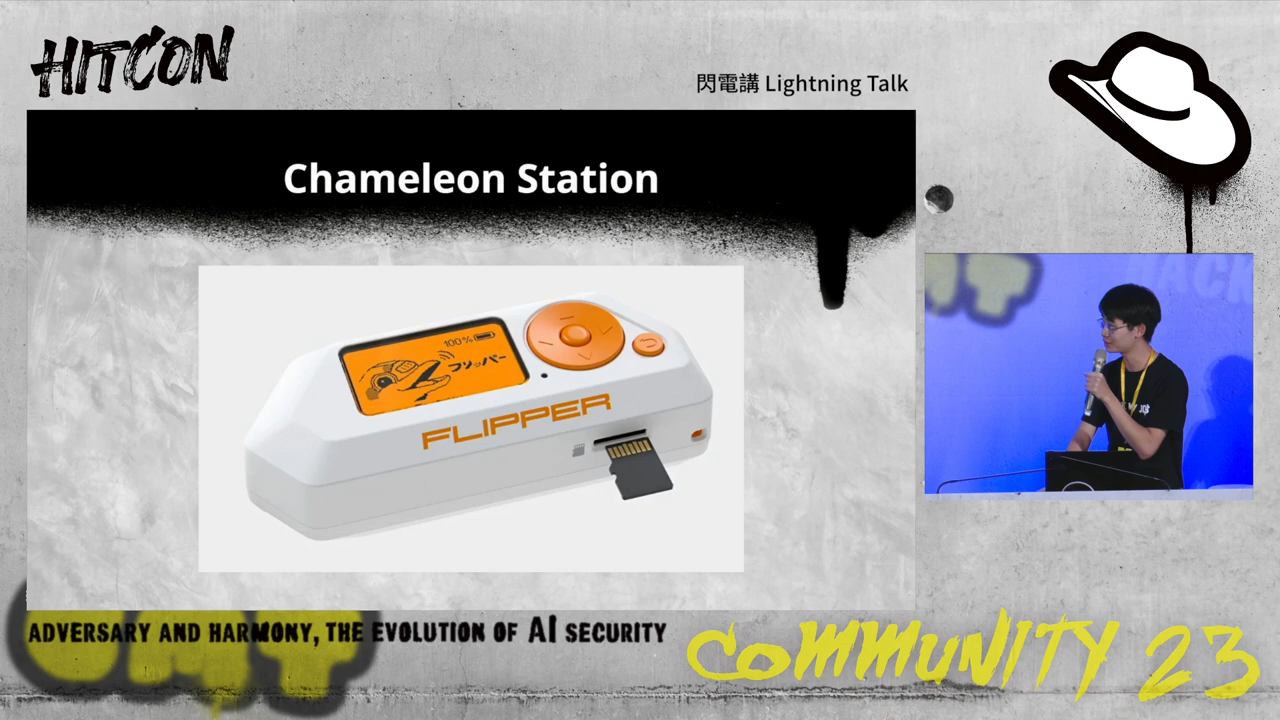 HITCON
閃電講 Lightning Talk
Chameleon Station
100%
フリッパー
FLIPPER
HACK
ADVERSARY AND HARMONY, THE EVOLUTION OF AI SECURITY
COMMUNITY 23